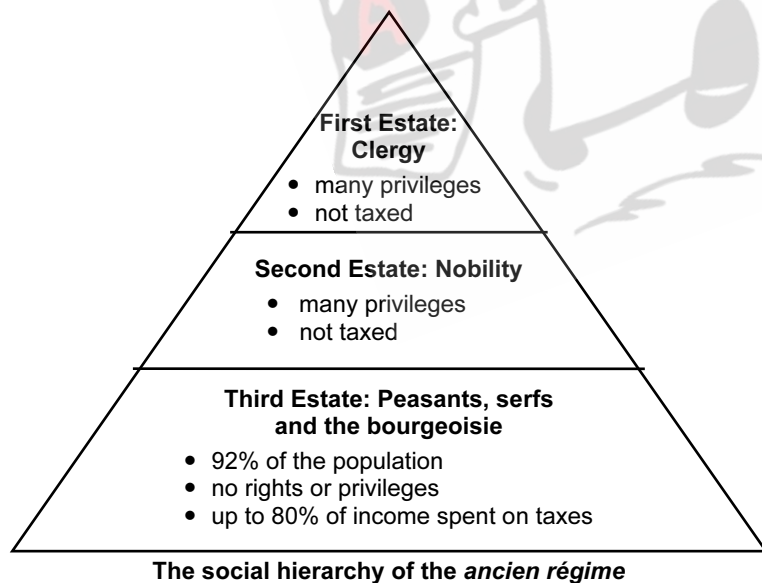 First Estate:
Clergy
• many privileges
• not taxed
Second Estate: Nobility
• many privileges
• not taxed
Third Estate: Peasants, serfs
and the bourgeoisie
• 92% of the population
• no rights or privileges
• up to 80% of income spent on taxes
The social hierarchy of the ancien régime